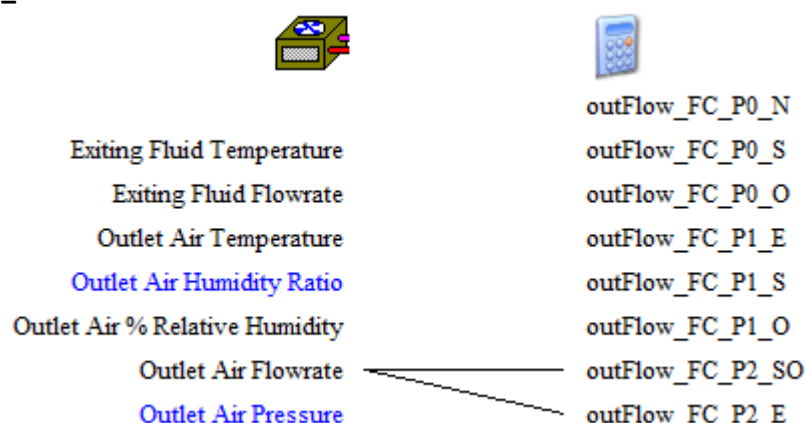 outFlow_FC_P0_N
Exiting Fluid Temperature outFlow_FC_P0_S
Exiting Fluid Flowrate outFlow_FC_P0_O
Outlet Air Temperature outFlow_FC_P1_E
Outlet Air Humidity Ratio outFlow_FC_P1_S
Outlet Air % Relative Humidity outFlow_FC_P1_O
Outlet Air Flowrate outFlow_FC_P2_SO
Outlet Air Pressure outFlow_FC_P2_E